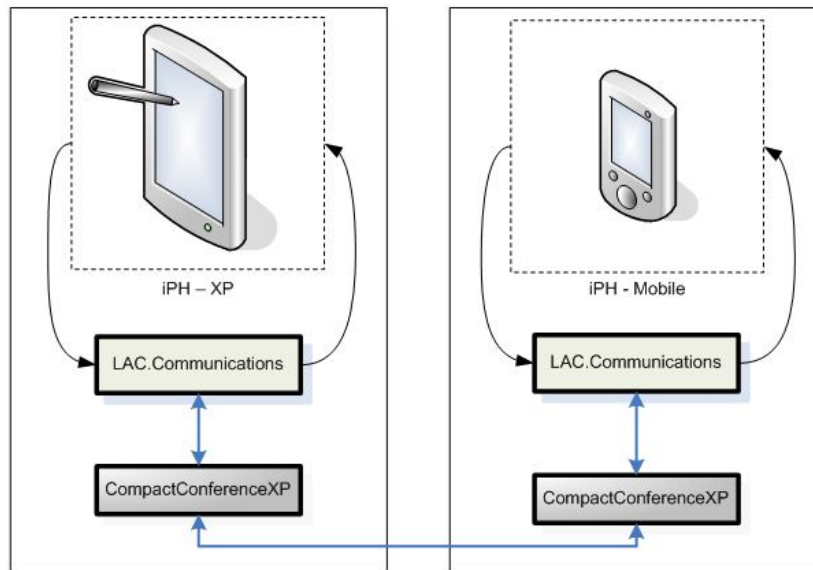 iPH – XP
LAC.Communications
CompactConferenceXP
iPH - Mobile
LAC.Communications
CompactConferenceXP